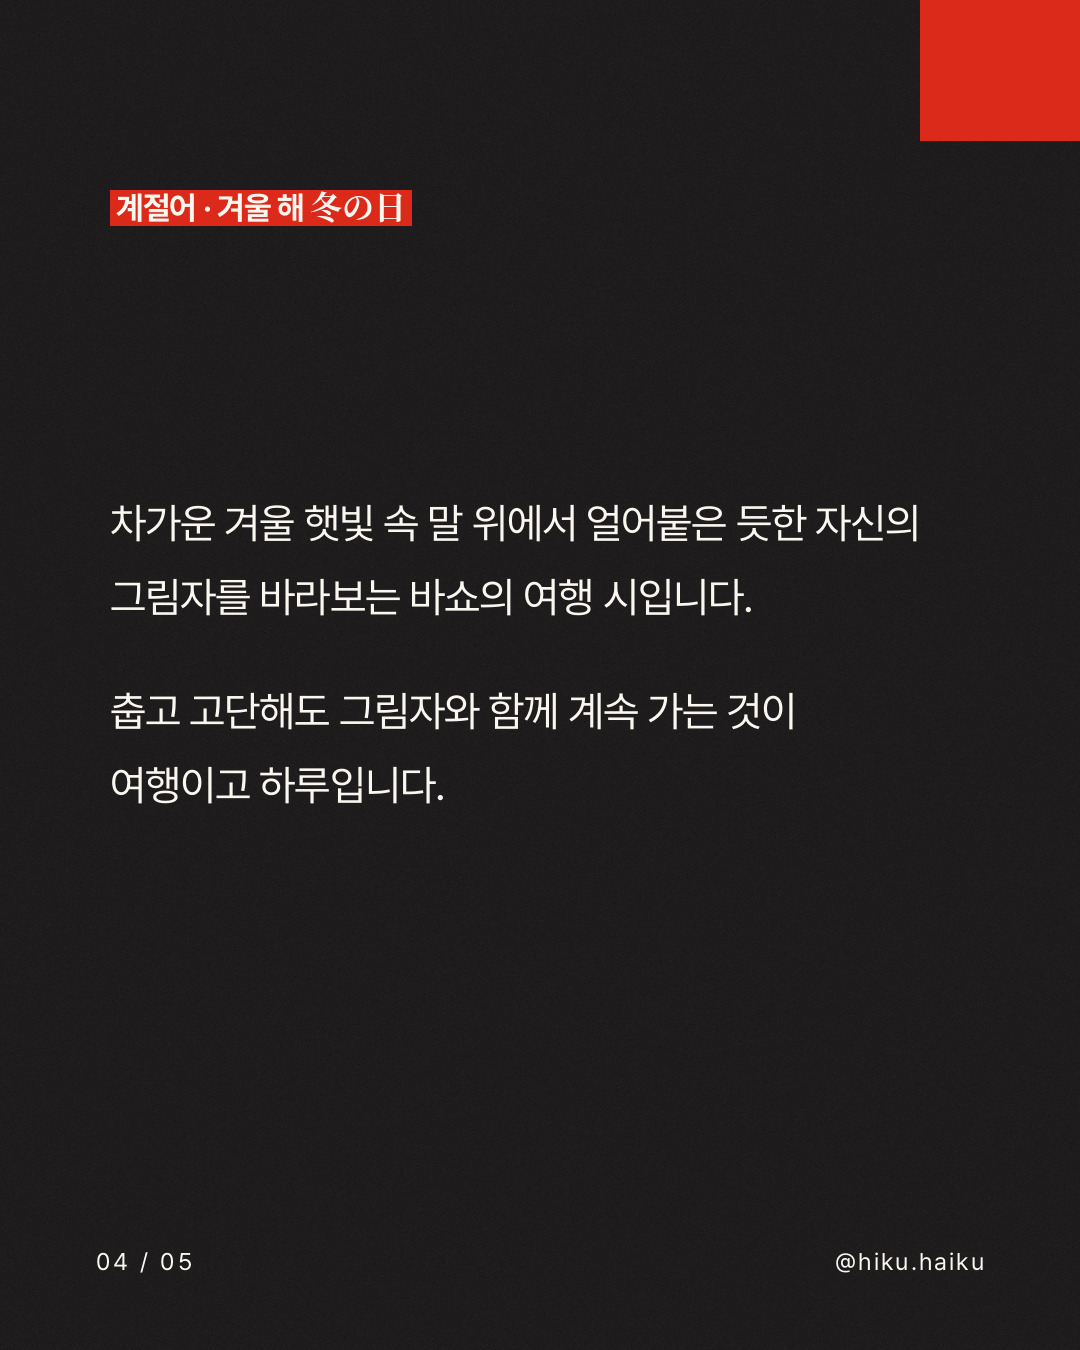 계절어 · 겨울 해 冬の日
차가운 겨울 햇빛 속 말 위에서 얼어붙은 듯한 자신의
그림자를 바라보는 바쇼의 여행 시입니다.
춥고 고단해도 그림자와 함께 계속 가는 것이
여행이고 하루입니다.
04 / 05
@hiku.haiku